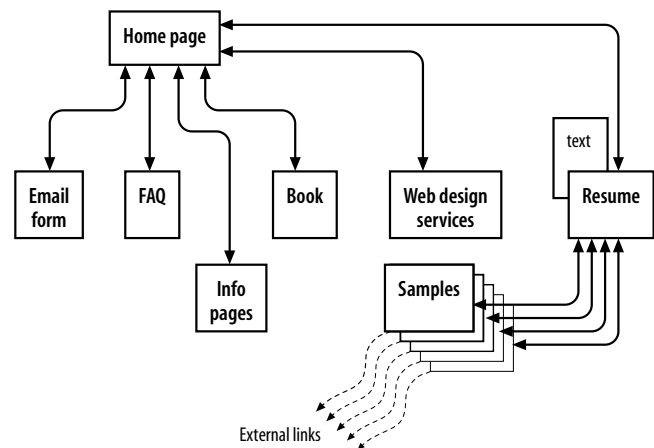 Home page
text
Email
form
FAQ
Book
Web design
services
Resume
Info
pages
Samples
External links